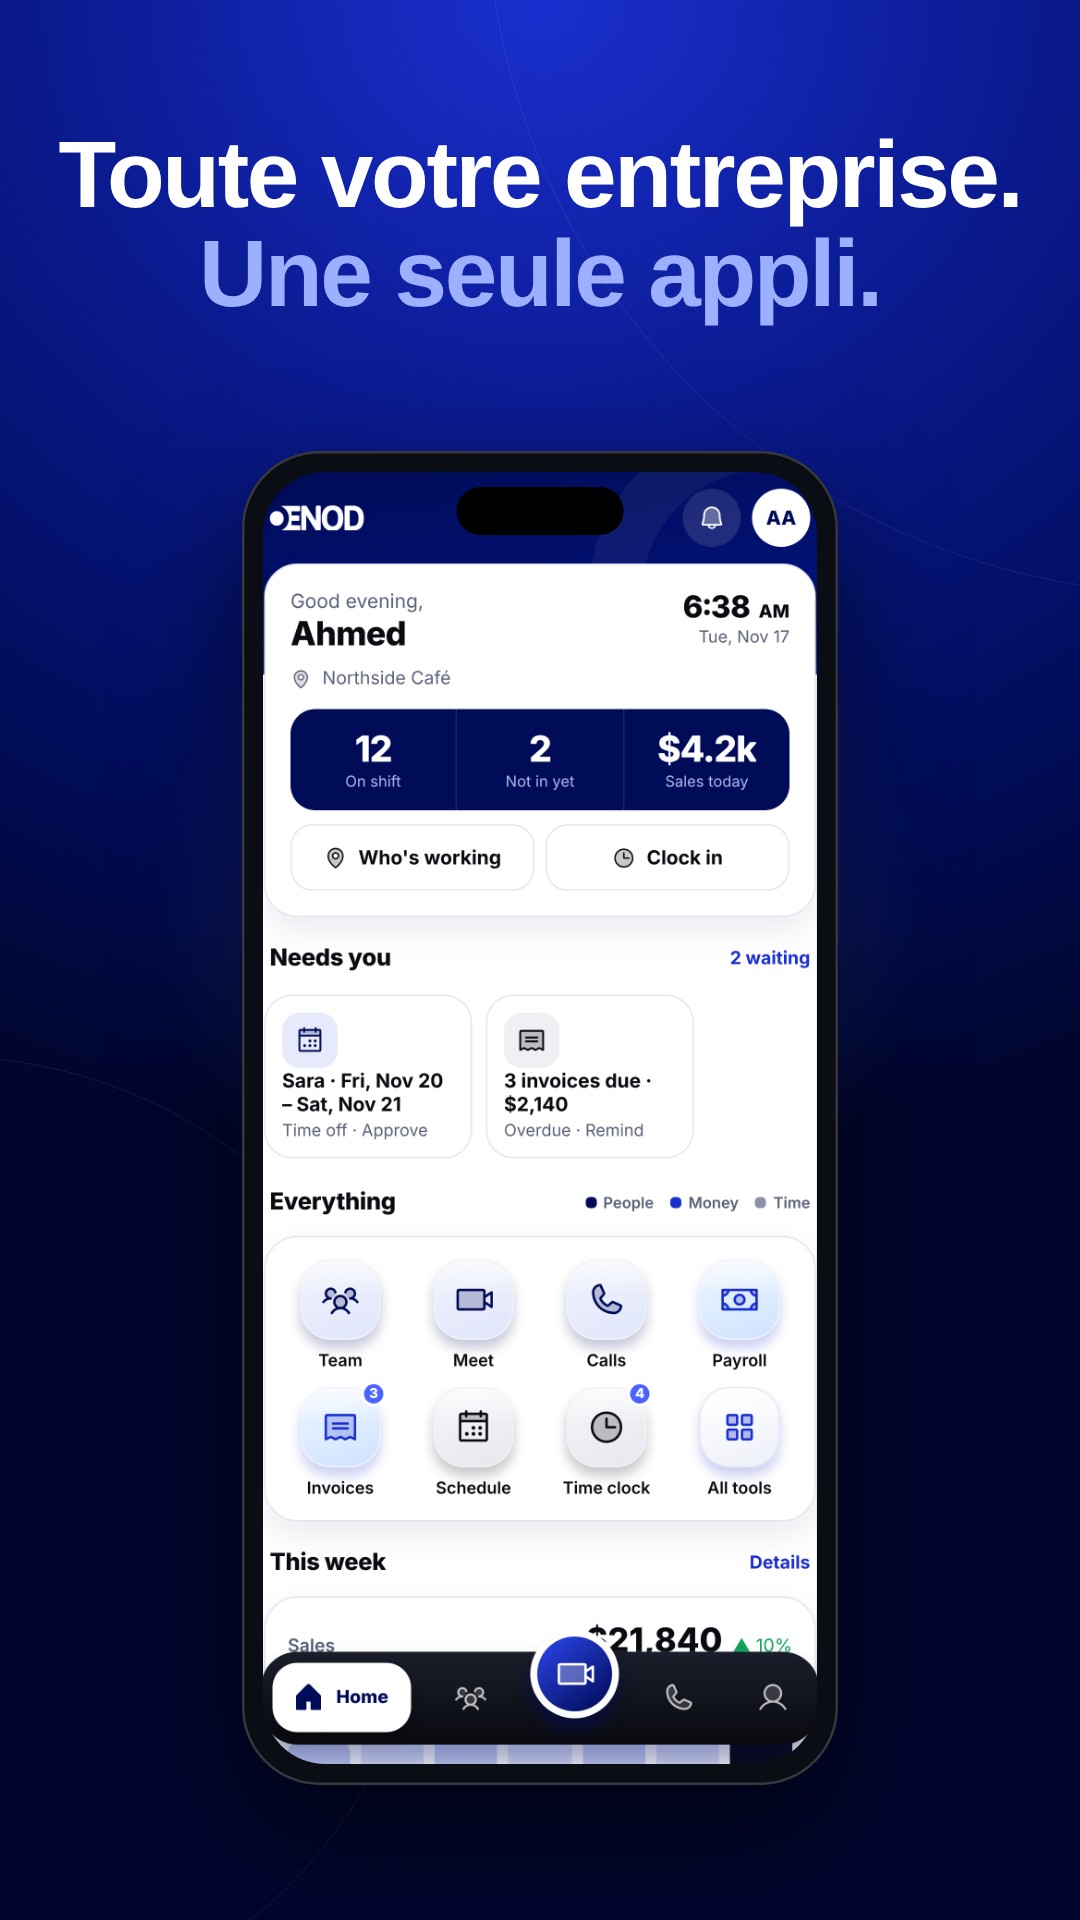 Toute votre entreprise.
Une seule appli.
ENOD
AA
Good evening,
Ahmed
6:38 AM
Tue, Nov 17
Northside Café
12
On shift
2
Not in yet
$4.2k
Sales today
Who's working
Clock in
Needs you
2 waiting
Sara · Fri, Nov 20
– Sat, Nov 21
Time off · Approve
3 invoices due ·
$2,140
Overdue · Remind
Everything
People
Money
Time
Team
Meet
Calls
Payroll
3
4
Invoices
Schedule
Time clock
All tools
This week
Details
Sales
$21,840
10%
Home